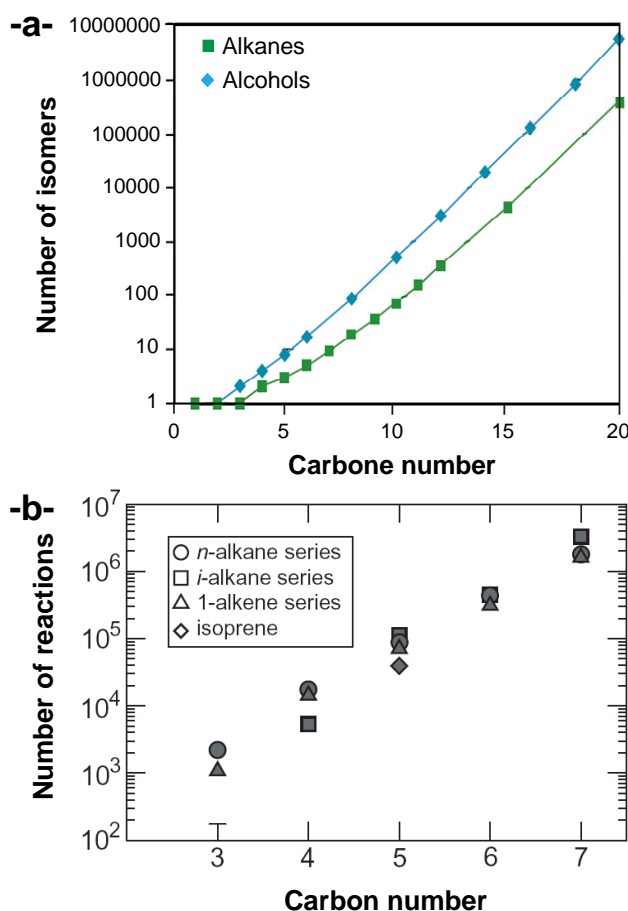 -a-
Number of isomers
10000000
1000000
100000
10000
1000
100
10
1
Alkanes
Alcohols
0 5 10 15 20
Carbone number
-b-
Number of reactions
10^7
10^6
10^5
10^4
10^3
10^2
n-alkane series
i-alkane series
1-alkene series
isoprene
3 4 5 6 7
Carbon number